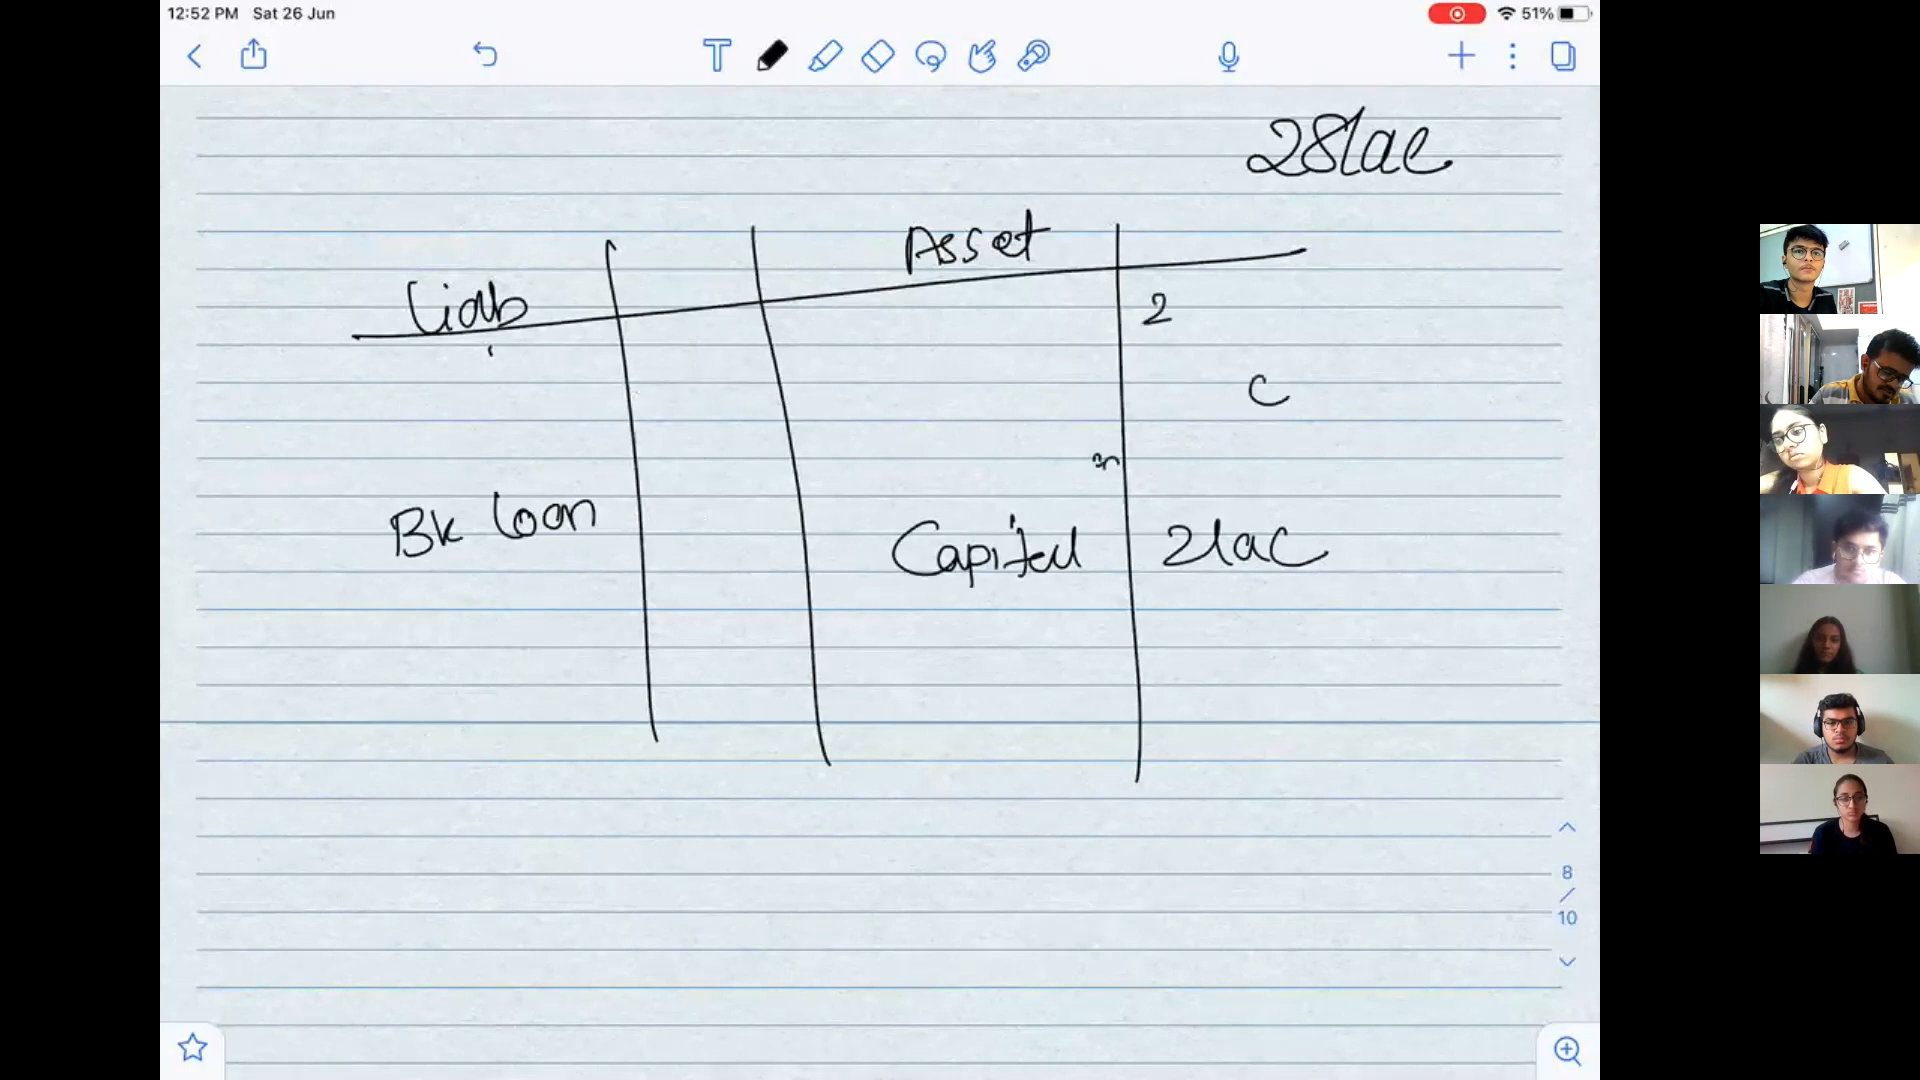 12:52 PM Sat 26 Jun 51%
T
28lac
Asset
Liab
2
C
Bk Loan Capital 2lac
8
/
10